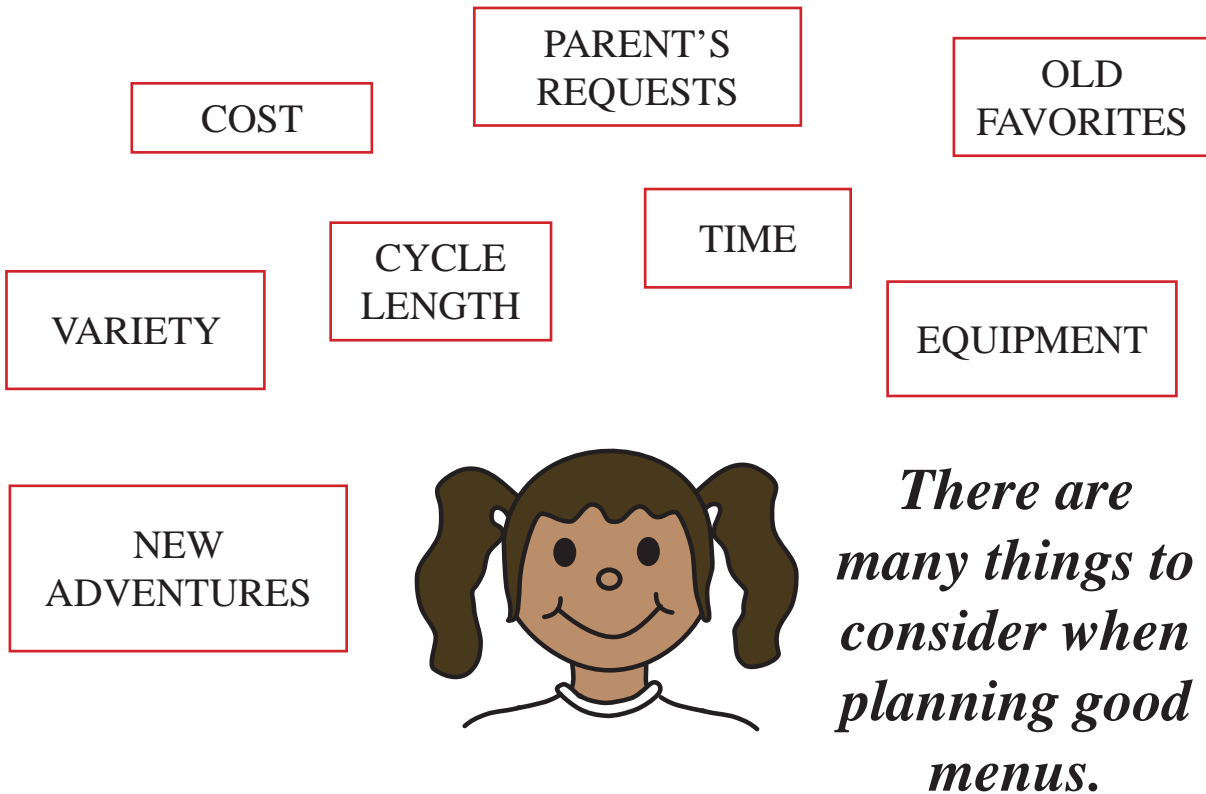 PARENT’S
REQUESTS
OLD
FAVORITES
COST
TIME
CYCLE
LENGTH
VARIETY
EQUIPMENT
NEW
ADVENTURES
There are
many things to
consider when
planning good
menus.